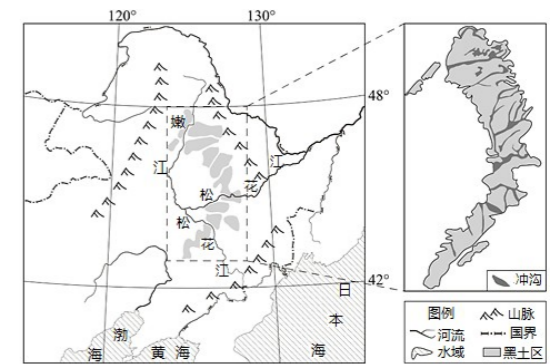 120°
130°
48°
嫩
江
江
松
花
松
花
江
42°
日
本
海
渤
海
黄海
冲沟
图例
山脉
河流
国界
水域
黑土区